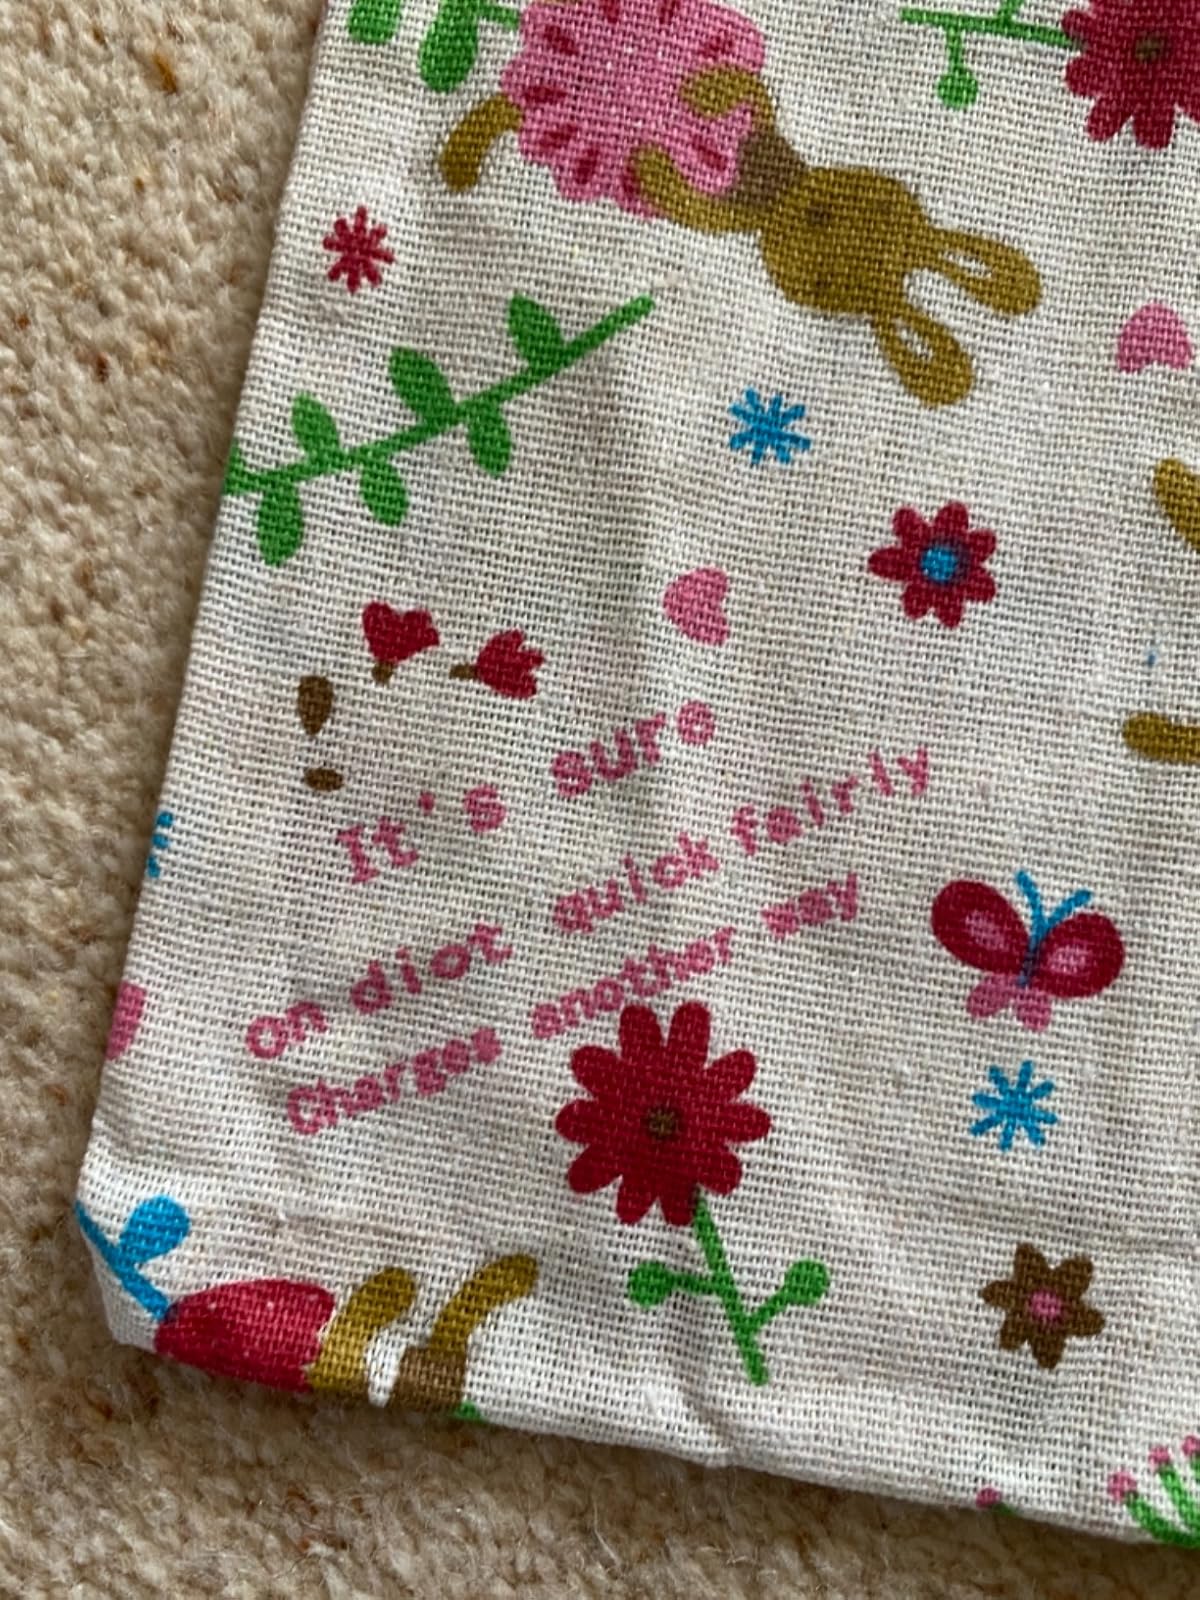 It's sure
On diot quick fairly
Charges another way